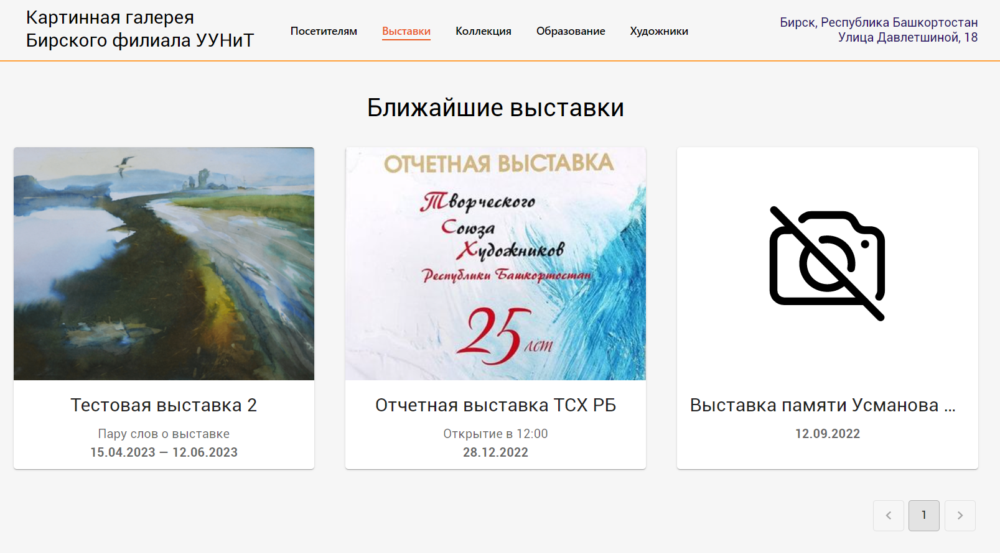 Картинная галерея
Бирского филиала УУНиТ
Посетителям
Выставки
Коллекция
Образование
Художники
Бирск, Республика Башкортостан
Улица Давлетшиной, 18
Ближайшие выставки
ОТЧЕТНАЯ ВЫСТАВКА
Творческого
Союза
Художников
Республики Башкортостан
25 лет
Тестовая выставка 2
Пару слов о выставке
15.04.2023 — 12.06.2023
Отчетная выставка ТСХ РБ
Открытие в 12:00
28.12.2022
Выставка памяти Усманова ...
12.09.2022
1